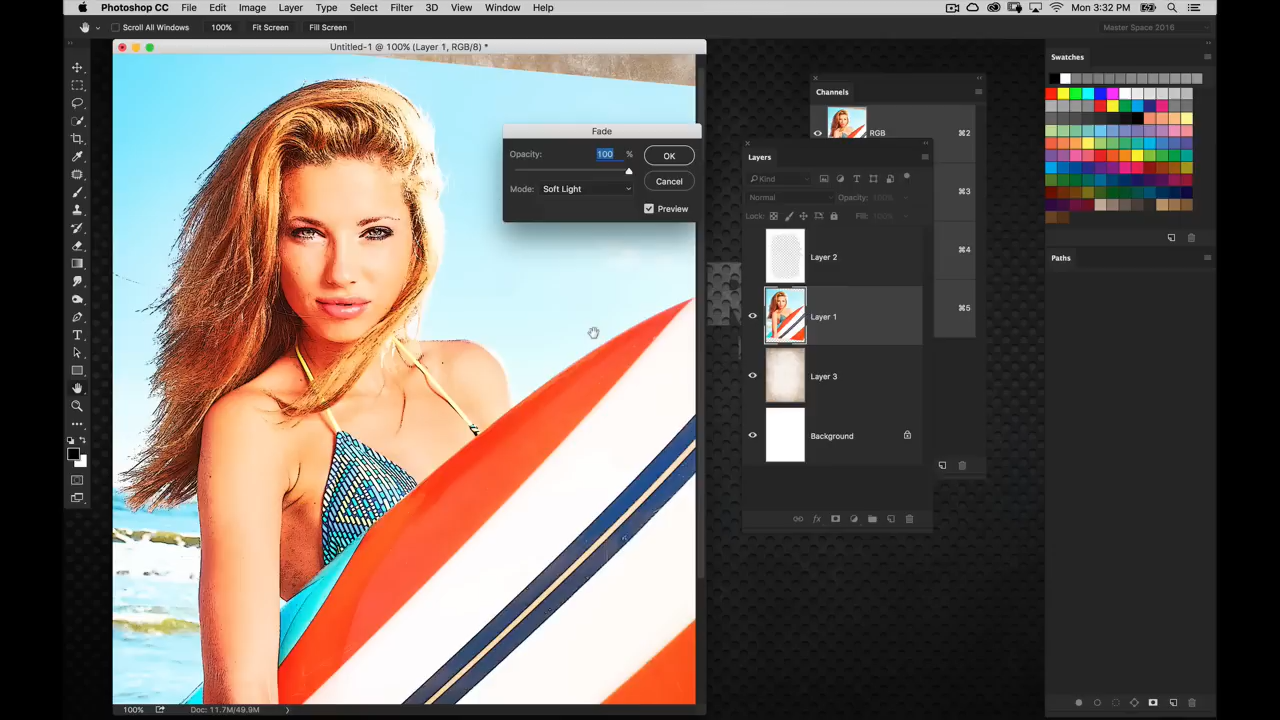 Photoshop CC File Edit Image Layer Type Select Filter 3D View Window Help Mon 3:32 PM
Scroll All Windows 100% Fit Screen Fill Screen Master Space 2016
Untitled-1 @ 100% (Layer 1, RGB/8) *
Swatches
Channels
RGB ⌘2
Fade
Opacity: 100 % OK
Layers
Kind
Cancel
Mode: Soft Light
⌘3
Normal Opacity: 100%
Preview
Lock: Fill: 100%
⌘4
Layer 2
Paths
⌘5
Layer 1
Layer 3
Background
fx
100% Doc: 11.7M/49.9M